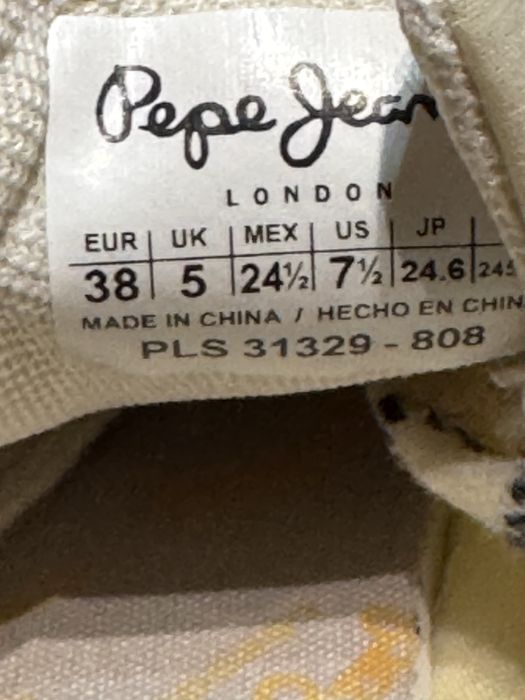 Pepe Jean
LONDON
EUR | UK | MEX | US | JP |
38 | 5 | 24½ | 7½ | 24.6 | 245
MADE IN CHINA / HECHO EN CHIN
PLS 31329 - 808